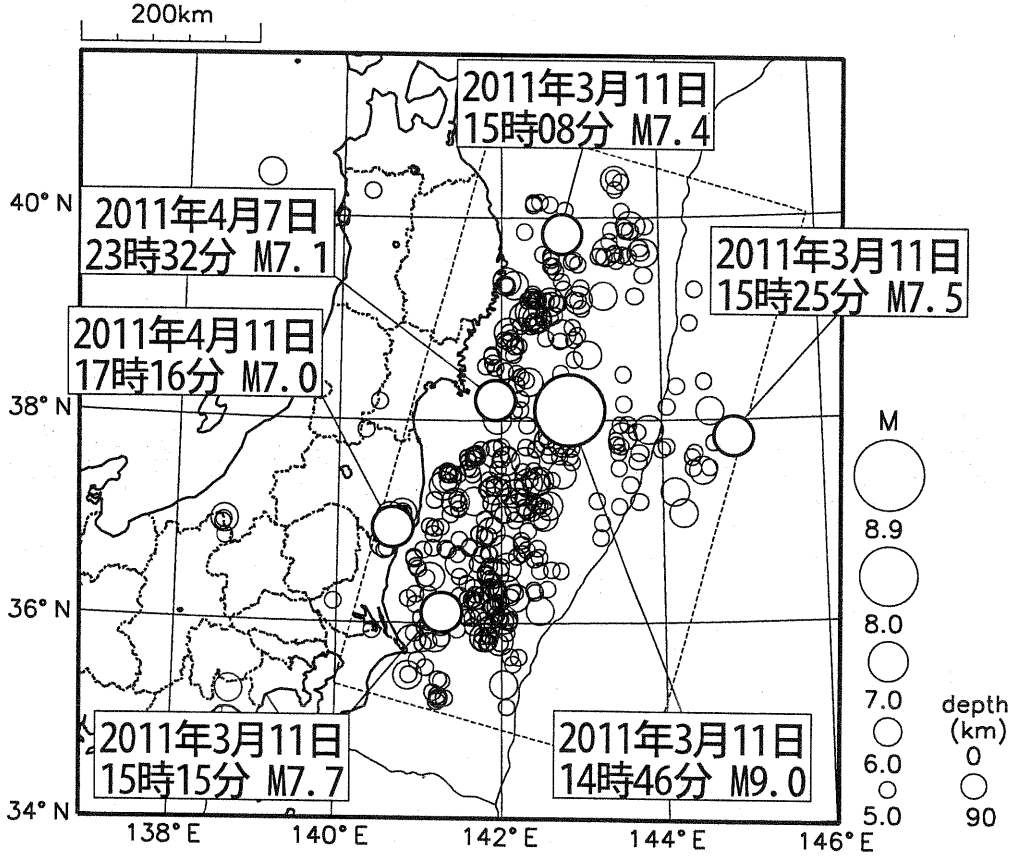 200km
2011年3月11日
15時08分 M7.4
40°N
2011年4月7日
23時32分 M7.1
2011年3月11日
15時25分 M7.5
2011年4月11日
17時16分 M7.0
38°N
M
8.9
36°N
8.0
7.0
depth
(km)
2011年3月11日
15時15分 M7.7
2011年3月11日
14時46分 M9.0
6.0
0
34°N
5.0
90
138°E
140°E
142°E
144°E
146°E